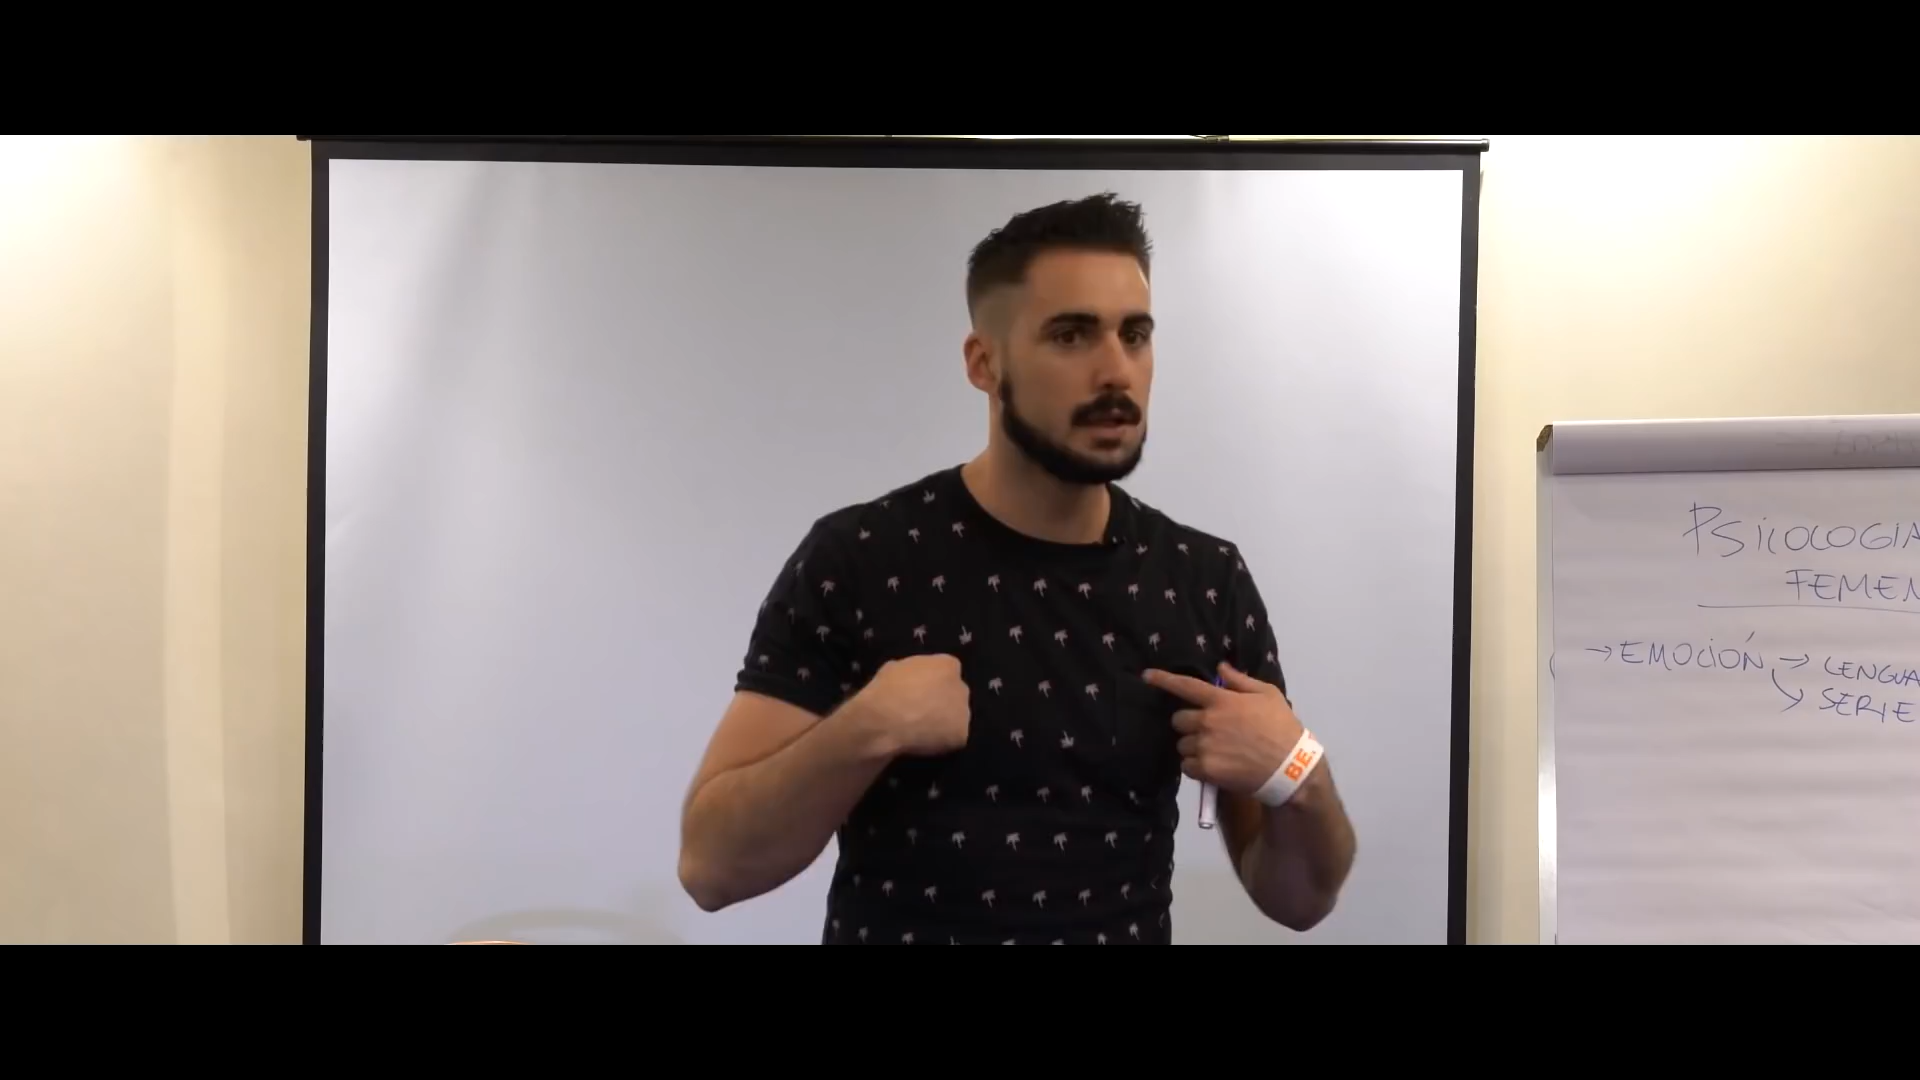 PSICOLOGIA
FEMEN
→ EMOCIÓN → LENGUA
SERIE
BE.